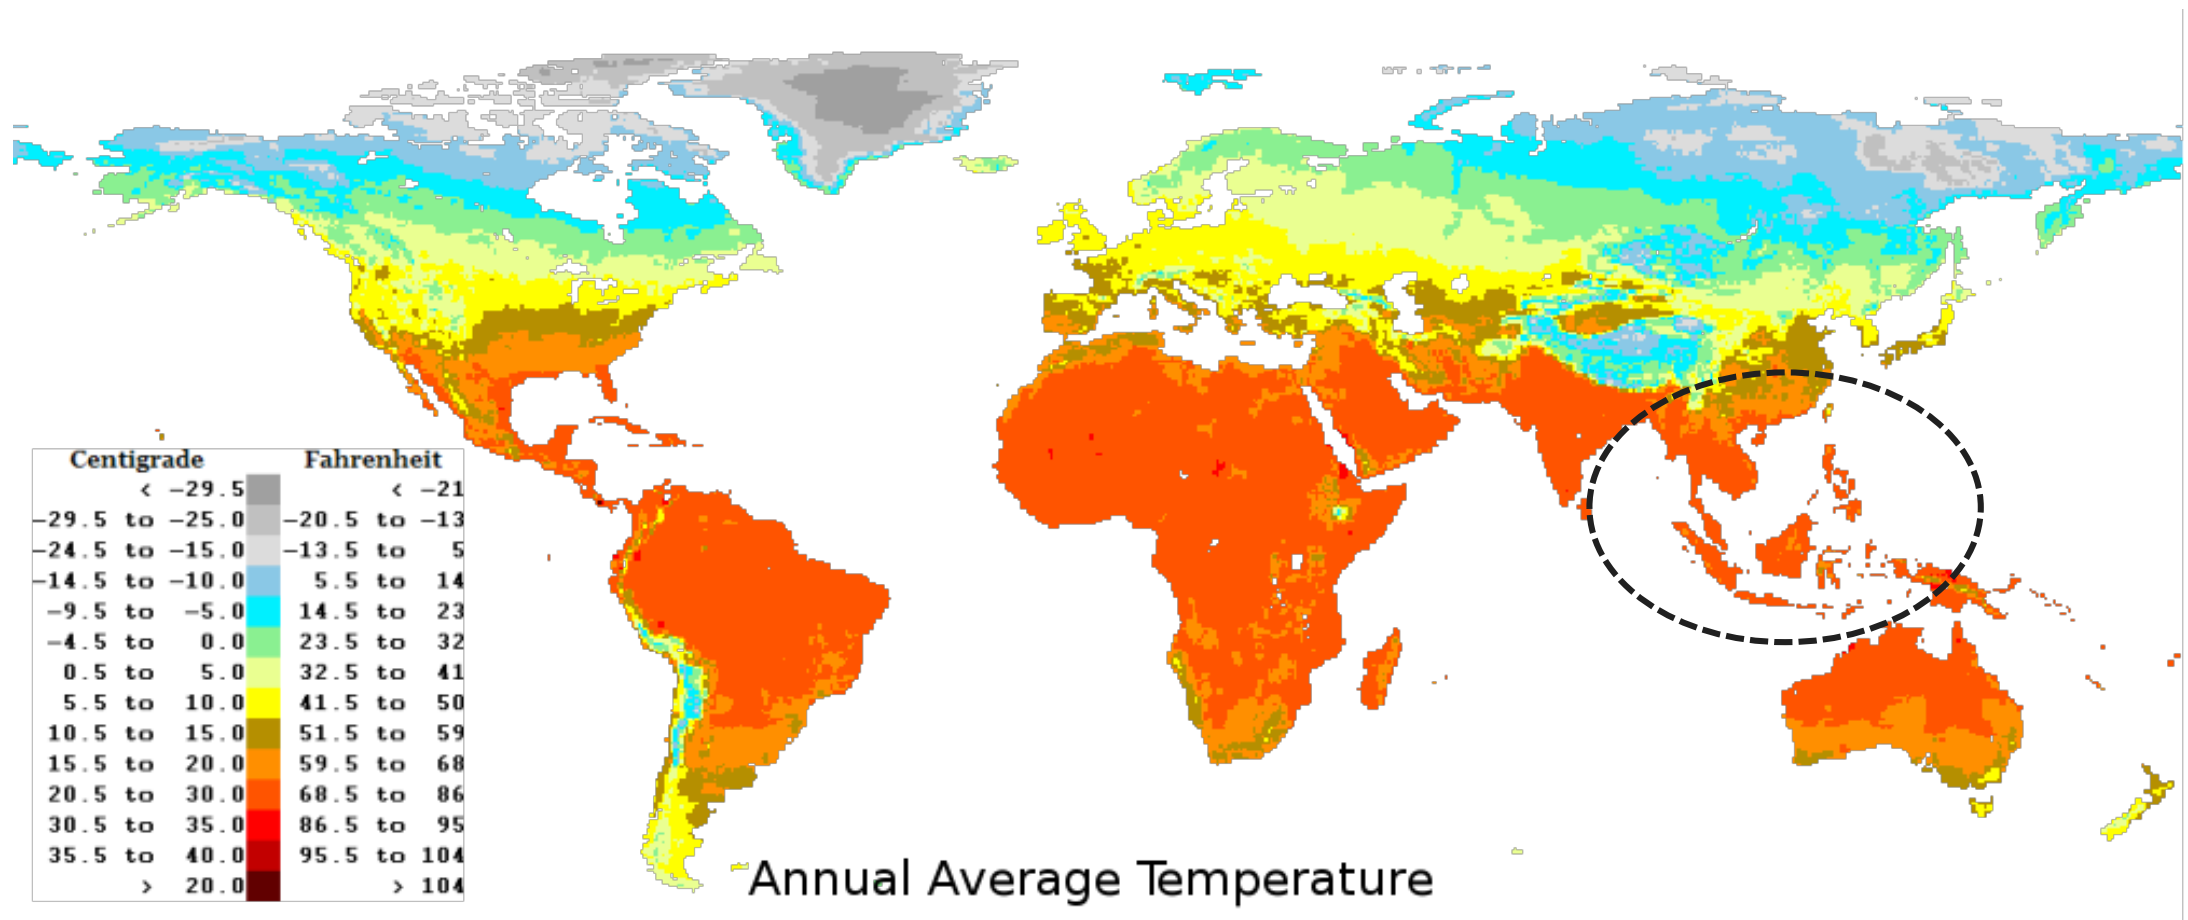 Centigrade Fahrenheit
< -29.5 < -21
-29.5 to -25.0 -20.5 to -13
-24.5 to -15.0 -13.5 to 5
-14.5 to -10.0 5.5 to 14
-9.5 to -5.0 14.5 to 23
-4.5 to 0.0 23.5 to 32
0.5 to 5.0 32.5 to 41
5.5 to 10.0 41.5 to 50
10.5 to 15.0 51.5 to 59
15.5 to 20.0 59.5 to 68
20.5 to 30.0 68.5 to 86
30.5 to 35.0 86.5 to 95
35.5 to 40.0 95.5 to 104
> 20.0 > 104
Annual Average Temperature